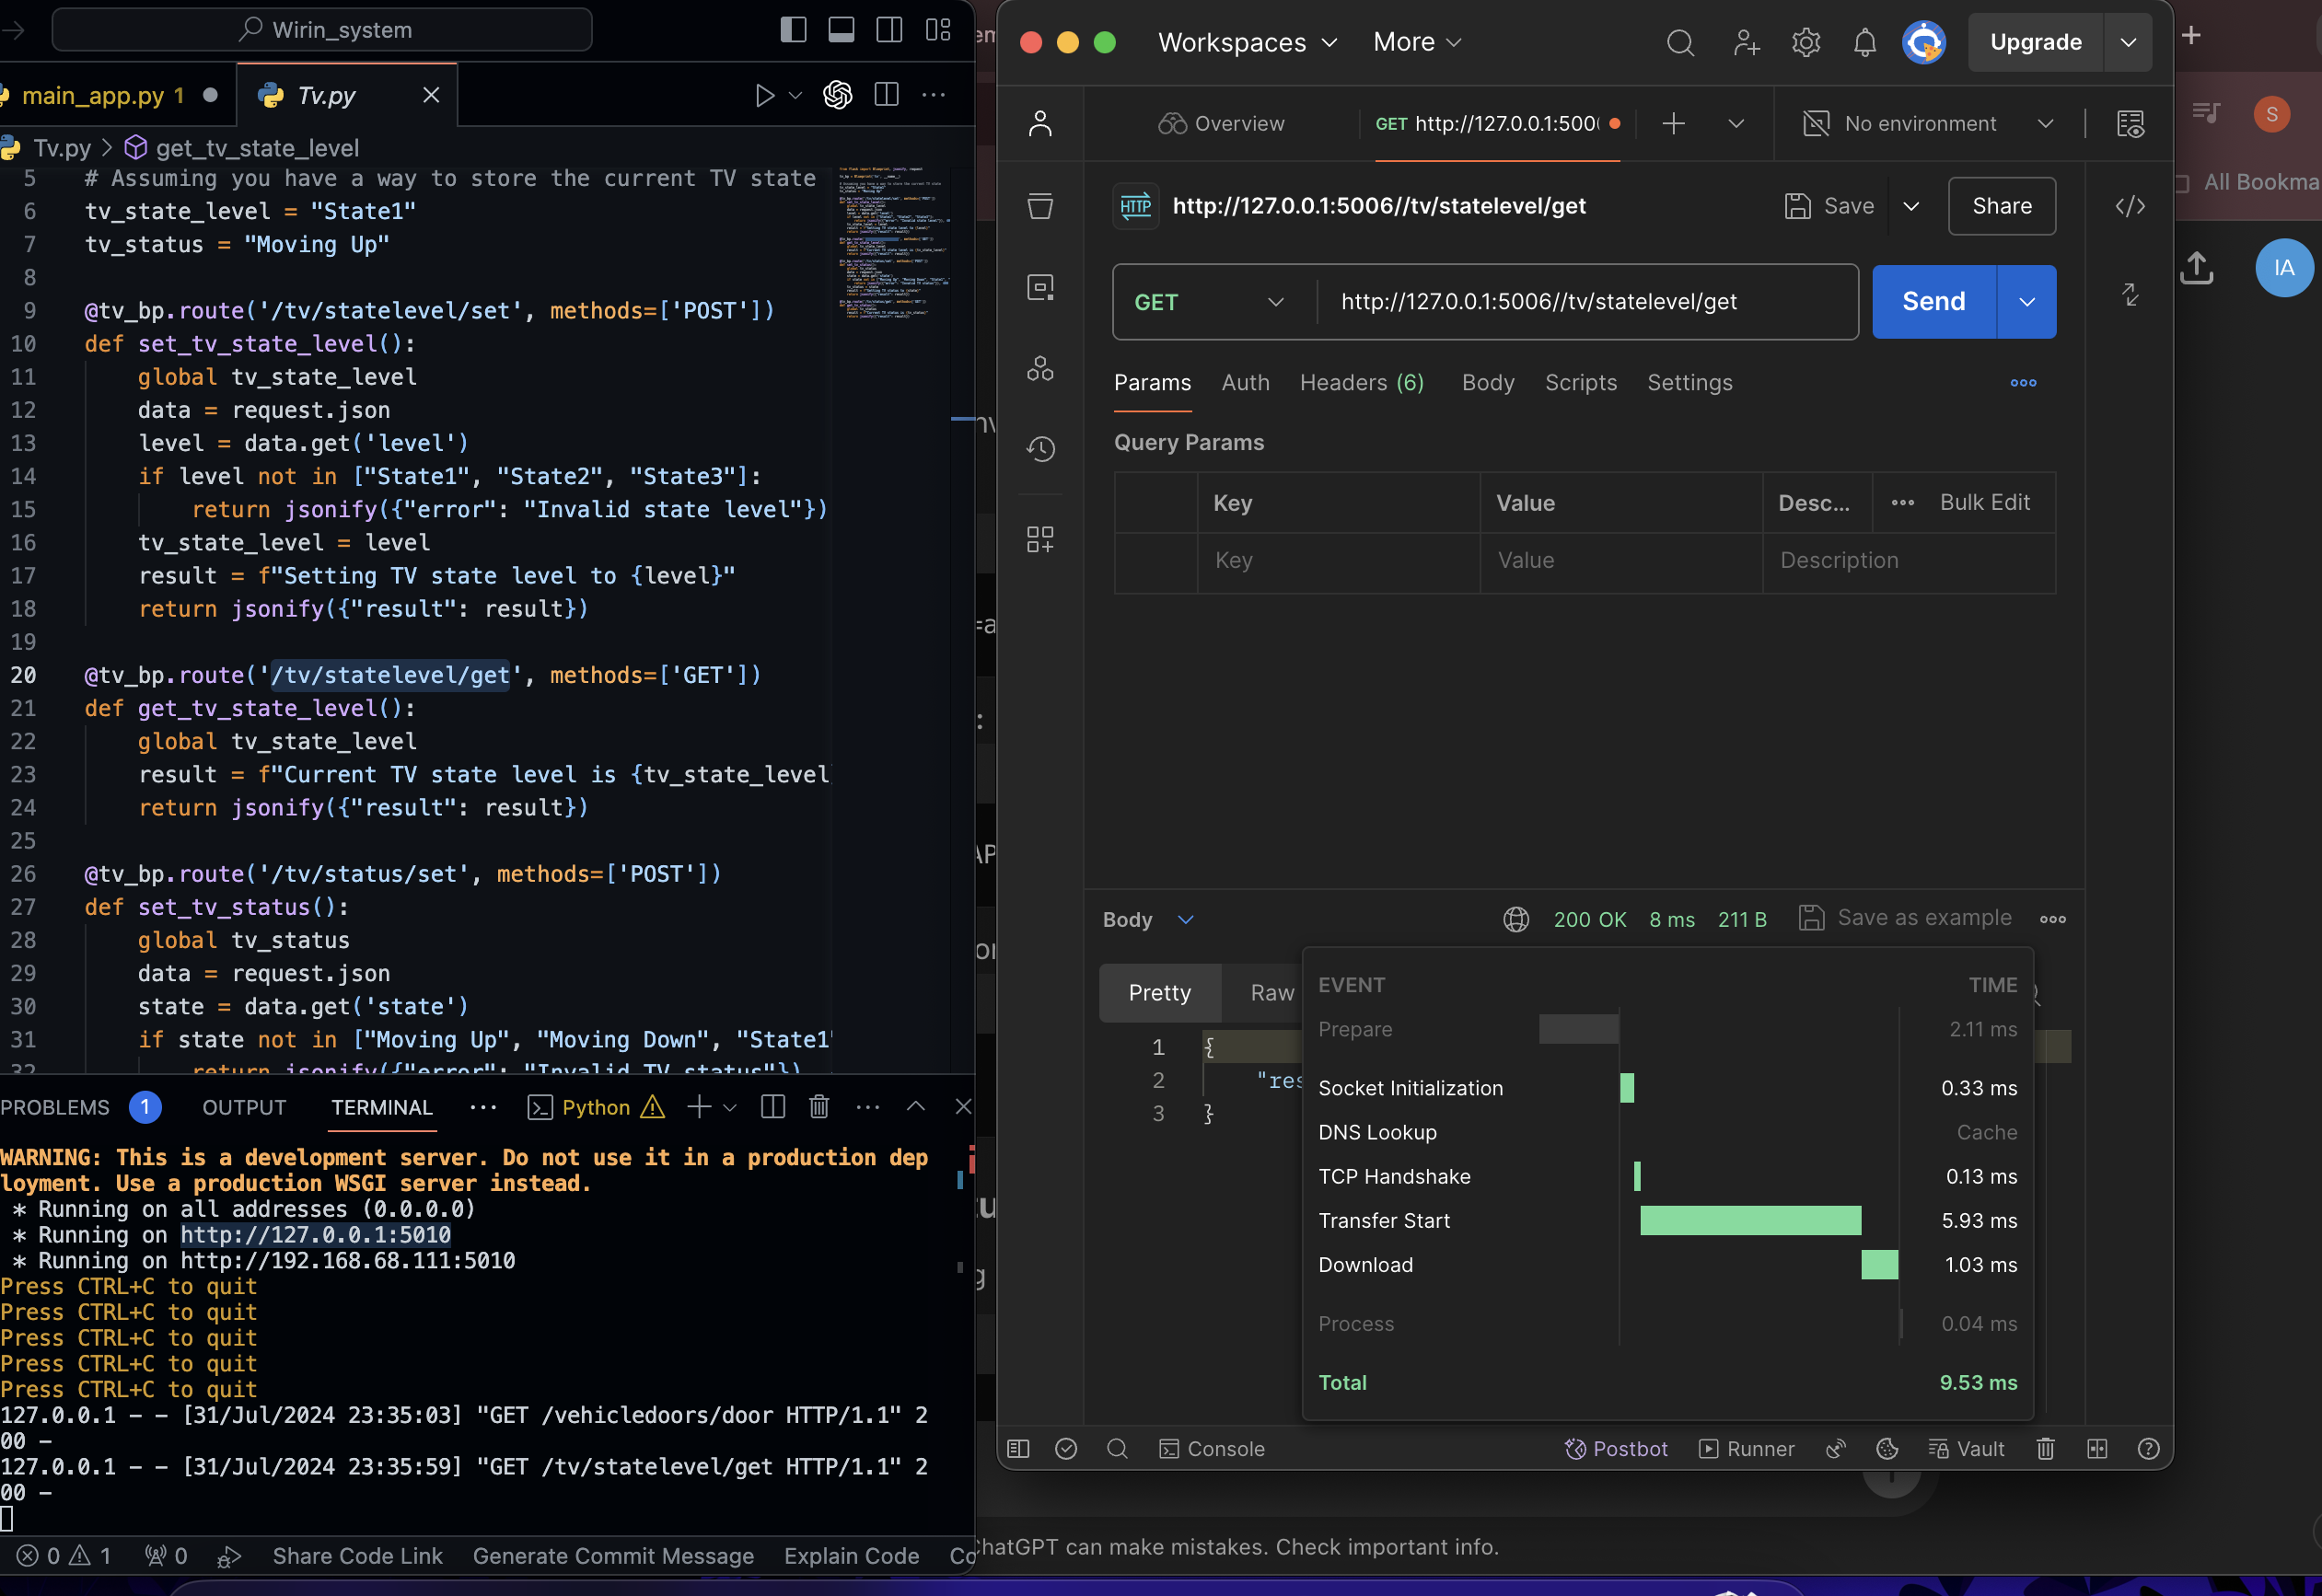 Wirin_system
main_app.py 1
Tv.py
Tv.py > get_tv_state_level
5 # Assuming you have a way to store the current TV state
6 tv_state_level = "State1"
7 tv_status = "Moving Up"
8
9 @tv_bp.route('/tv/statelevel/set', methods=['POST'])
10 def set_tv_state_level():
11 global tv_state_level
12 data = request.json
13 level = data.get('level')
14 if level not in ["State1", "State2", "State3"]:
15 return jsonify({"error": "Invalid state level"})
16 tv_state_level = level
17 result = f"Setting TV state level to {level}"
18 return jsonify({"result": result})
19
20 @tv_bp.route('/tv/statelevel/get', methods=['GET'])
21 def get_tv_state_level():
22 global tv_state_level
23 result = f"Current TV state level is {tv_state_level
24 return jsonify({"result": result})
25
26 @tv_bp.route('/tv/status/set', methods=['POST'])
27 def set_tv_status():
28 global tv_status
29 data = request.json
30 state = data.get('state')
31 if state not in ["Moving Up", "Moving Down", "State1"
32 return jsonify({"error": "Invalid TV status"})
PROBLEMS 1 OUTPUT TERMINAL ... Python
WARNING: This is a development server. Do not use it in a production dep
loyment. Use a production WSGI server instead.
* Running on all addresses (0.0.0.0)
* Running on http://127.0.0.1:5010
* Running on http://192.168.68.111:5010
Press CTRL+C to quit
Press CTRL+C to quit
Press CTRL+C to quit
Press CTRL+C to quit
Press CTRL+C to quit
127.0.0.1 - - [31/Jul/2024 23:35:03] "GET /vehicledoors/door HTTP/1.1" 2
00 -
127.0.0.1 - - [31/Jul/2024 23:35:59] "GET /tv/statelevel/get HTTP/1.1" 2
00 -
0 1 0 Share Code Link Generate Commit Message Explain Code Co
Workspaces More Upgrade
Overview GET http://127.0.0.1:500 No environment
HTTP http://127.0.0.1:5006//tv/statelevel/get Save Share
GET http://127.0.0.1:5006//tv/statelevel/get Send
Params Auth Headers (6) Body Scripts Settings
Query Params
Key Value Desc... Bulk Edit
Key Value Description
Body 200 OK 8 ms 211 B Save as example
Pretty Raw
1 {
2 "res
3 }
EVENT TIME
Prepare 2.11 ms
Socket Initialization 0.33 ms
DNS Lookup Cache
TCP Handshake 0.13 ms
Transfer Start 5.93 ms
Download 1.03 ms
Process 0.04 ms
Total 9.53 ms
Console Postbot Runner Vault
S
All Bookma
IA
ChatGPT can make mistakes. Check important info.